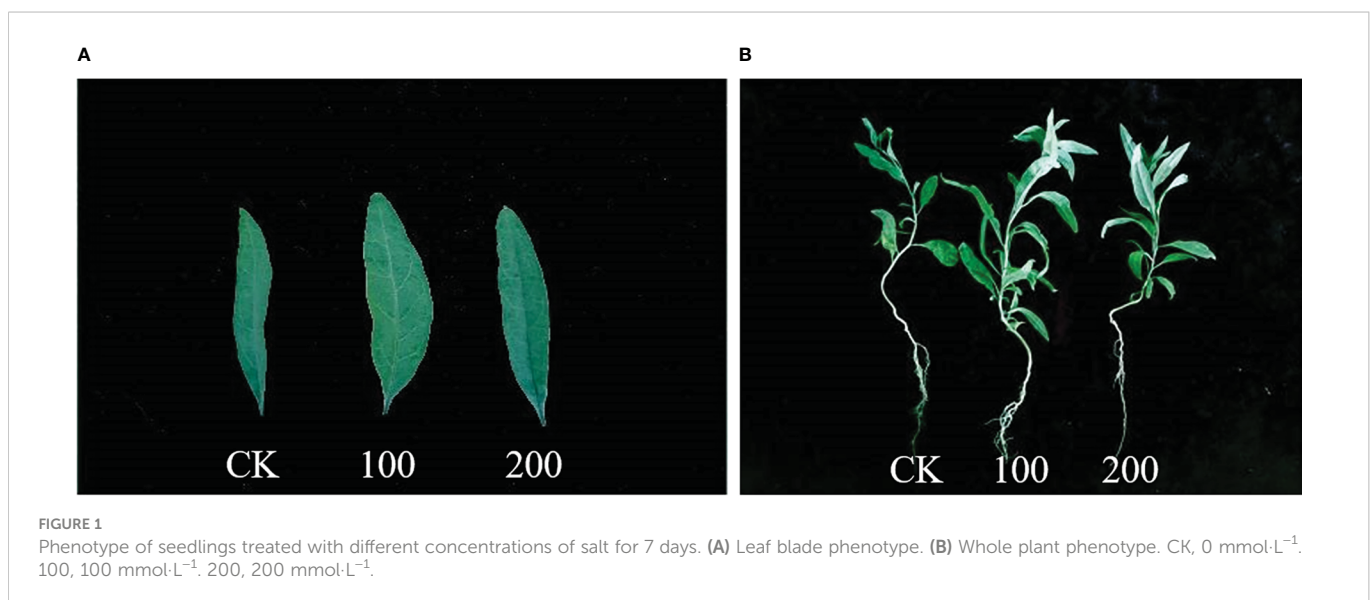 A
B
CK 100 200
CK 100 200
FIGURE 1
Phenotype of seedlings treated with different concentrations of salt for 7 days. (A) Leaf blade phenotype. (B) Whole plant phenotype. CK, 0 mmol·L⁻¹.
100, 100 mmol·L⁻¹. 200, 200 mmol·L⁻¹.